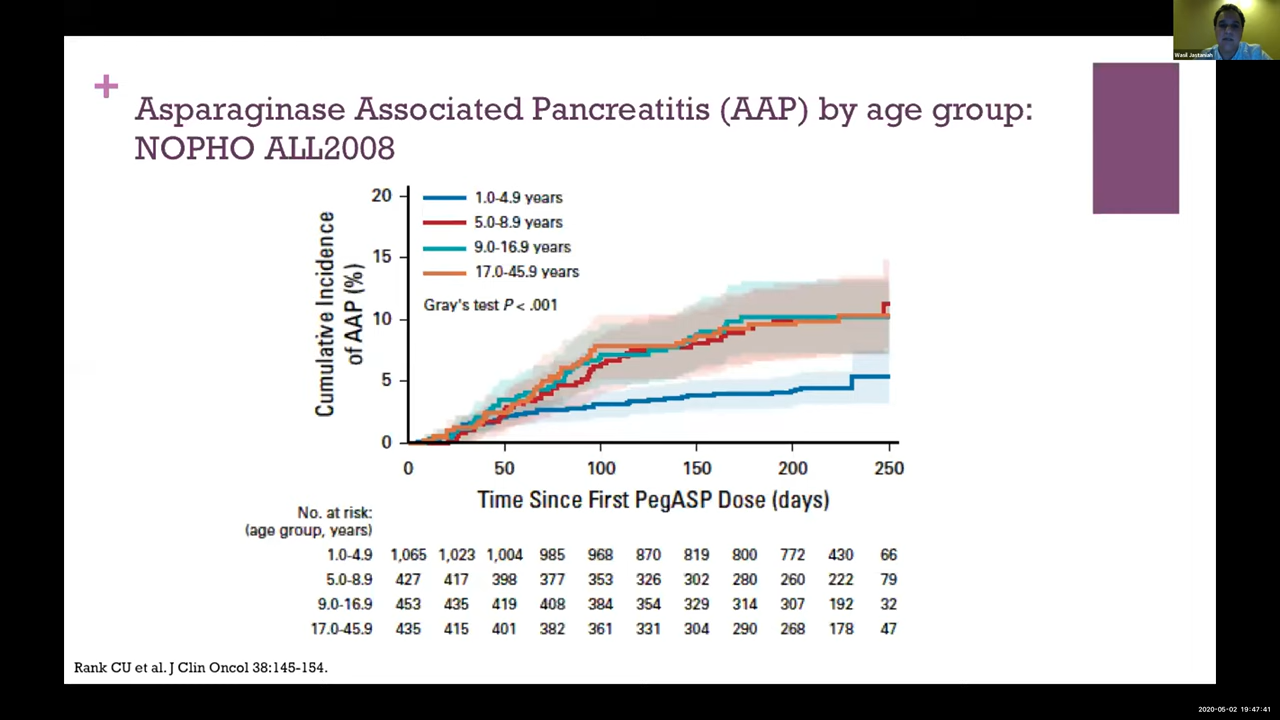 Wasil Jastaniah
+
Asparaginase Associated Pancreatitis (AAP) by age group:
NOPHO ALL2008
Cumulative Incidence
of AAP (%)
20
15
10
5
0
1.0-4.9 years
5.0-8.9 years
9.0-16.9 years
17.0-45.9 years
Gray's test P < .001
0 50 100 150 200 250
Time Since First PegASP Dose (days)
No. at risk:
(age group, years)
1.0-4.9 1,065 1,023 1,004 985 968 870 819 800 772 430 66
5.0-8.9 427 417 398 377 353 326 302 280 260 222 79
9.0-16.9 453 435 419 408 384 354 329 314 307 192 32
17.0-45.9 435 415 401 382 361 331 304 290 268 178 47
Rank CU et al. J Clin Oncol 38:145-154.
2020-05-02 19:47:41